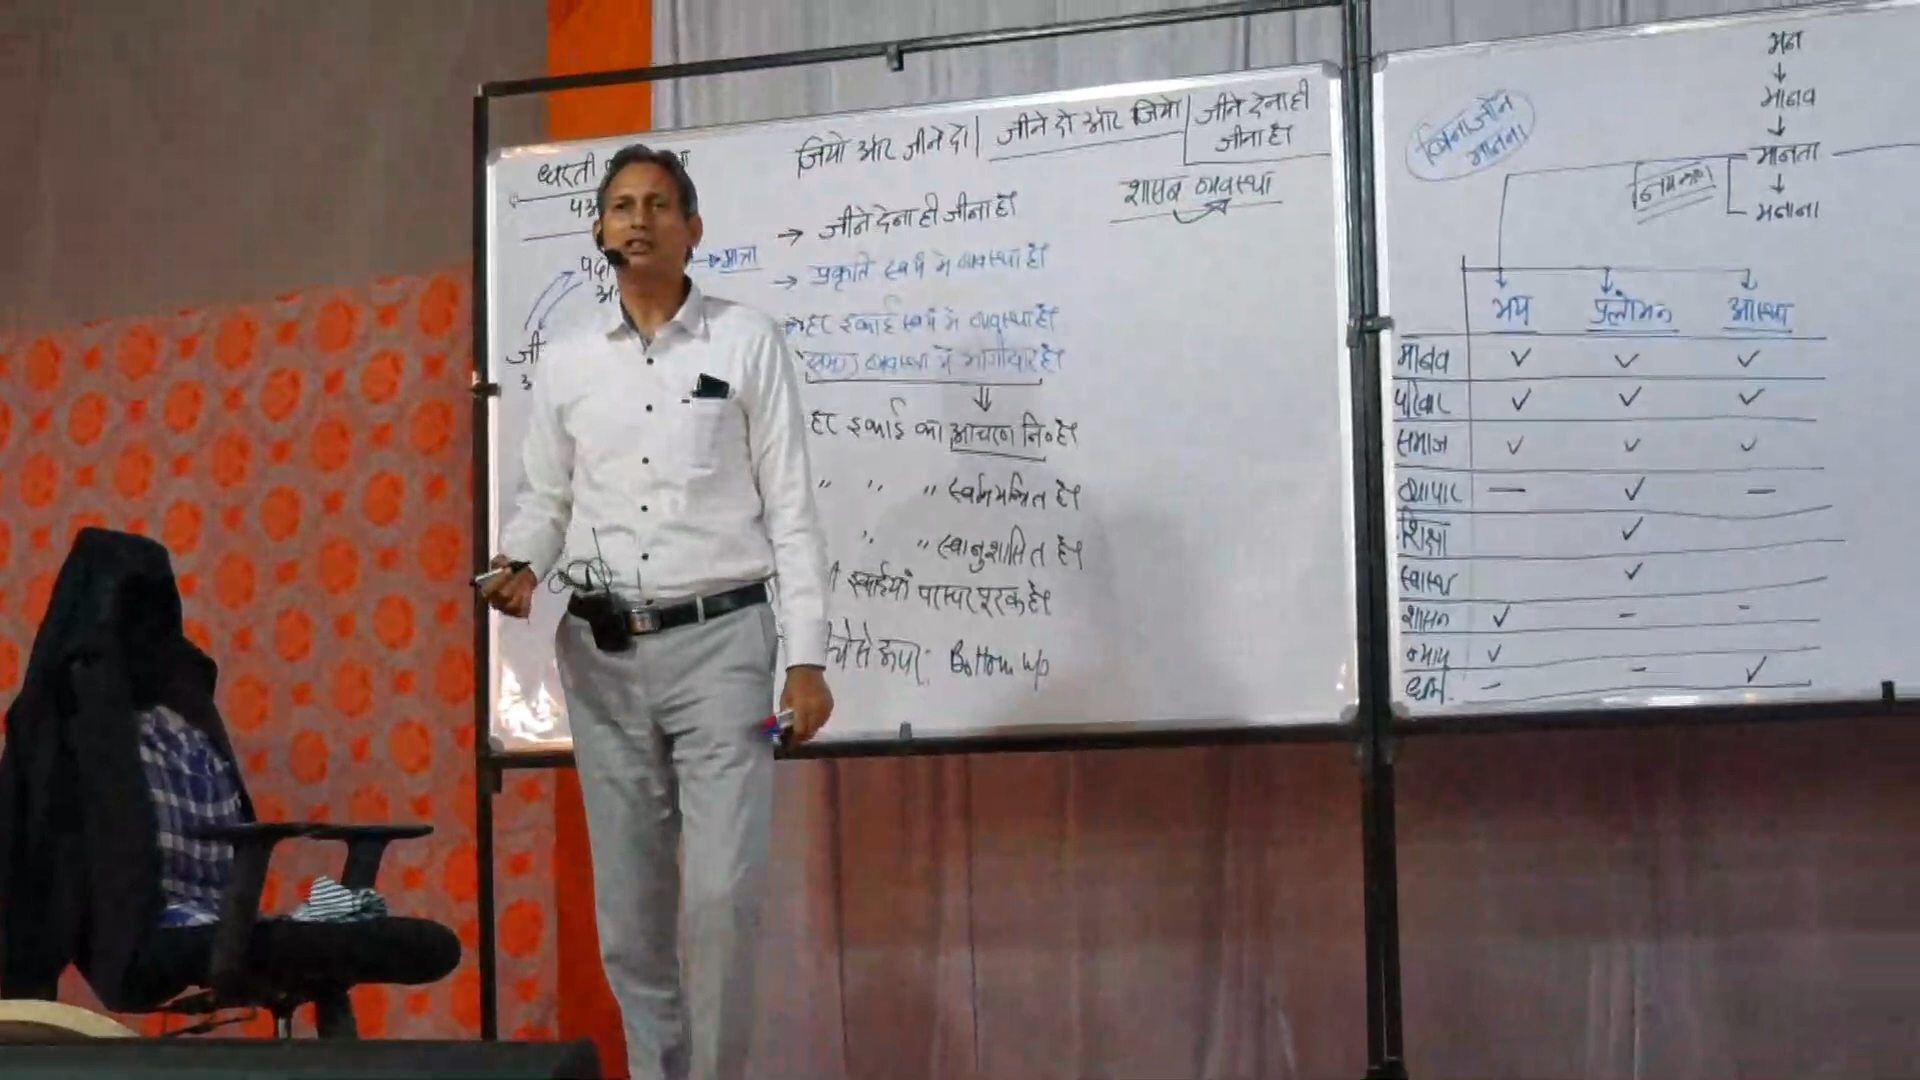 धरती
जियो और जीने दो | जीने दो और जियो | जीने देना ही
जीना है।
शासन व्यवस्था
→ जीने देना ही जीना है।
→ मात्रा
→ प्रकृति स्वयं में व्यवस्था है।
→ हर इकाई स्वयं में व्यवस्था है।
समग्र व्यवस्था में भागीदार है।
⇓
हर इकाई का आचरण नि० है।
" " " स्वनियंत्रित है।
" " स्वानुशासित है।
इकाईयाँ परस्पर पूरक है।
से ऊपर: Bottom up
मन
↓
मानव
↓
मानता
↓
मनाना
बिना जाने
मानना
नियंत्रण
भय प्रलोभन आस्था
मानव ✓ ✓ ✓
परिवार ✓ ✓ ✓
समाज ✓ ✓ ✓
व्यापार — ✓ —
शिक्षा ✓
स्वास्थ्य ✓
शासन ✓ - -
न्याय ✓
धर्म - - ✓